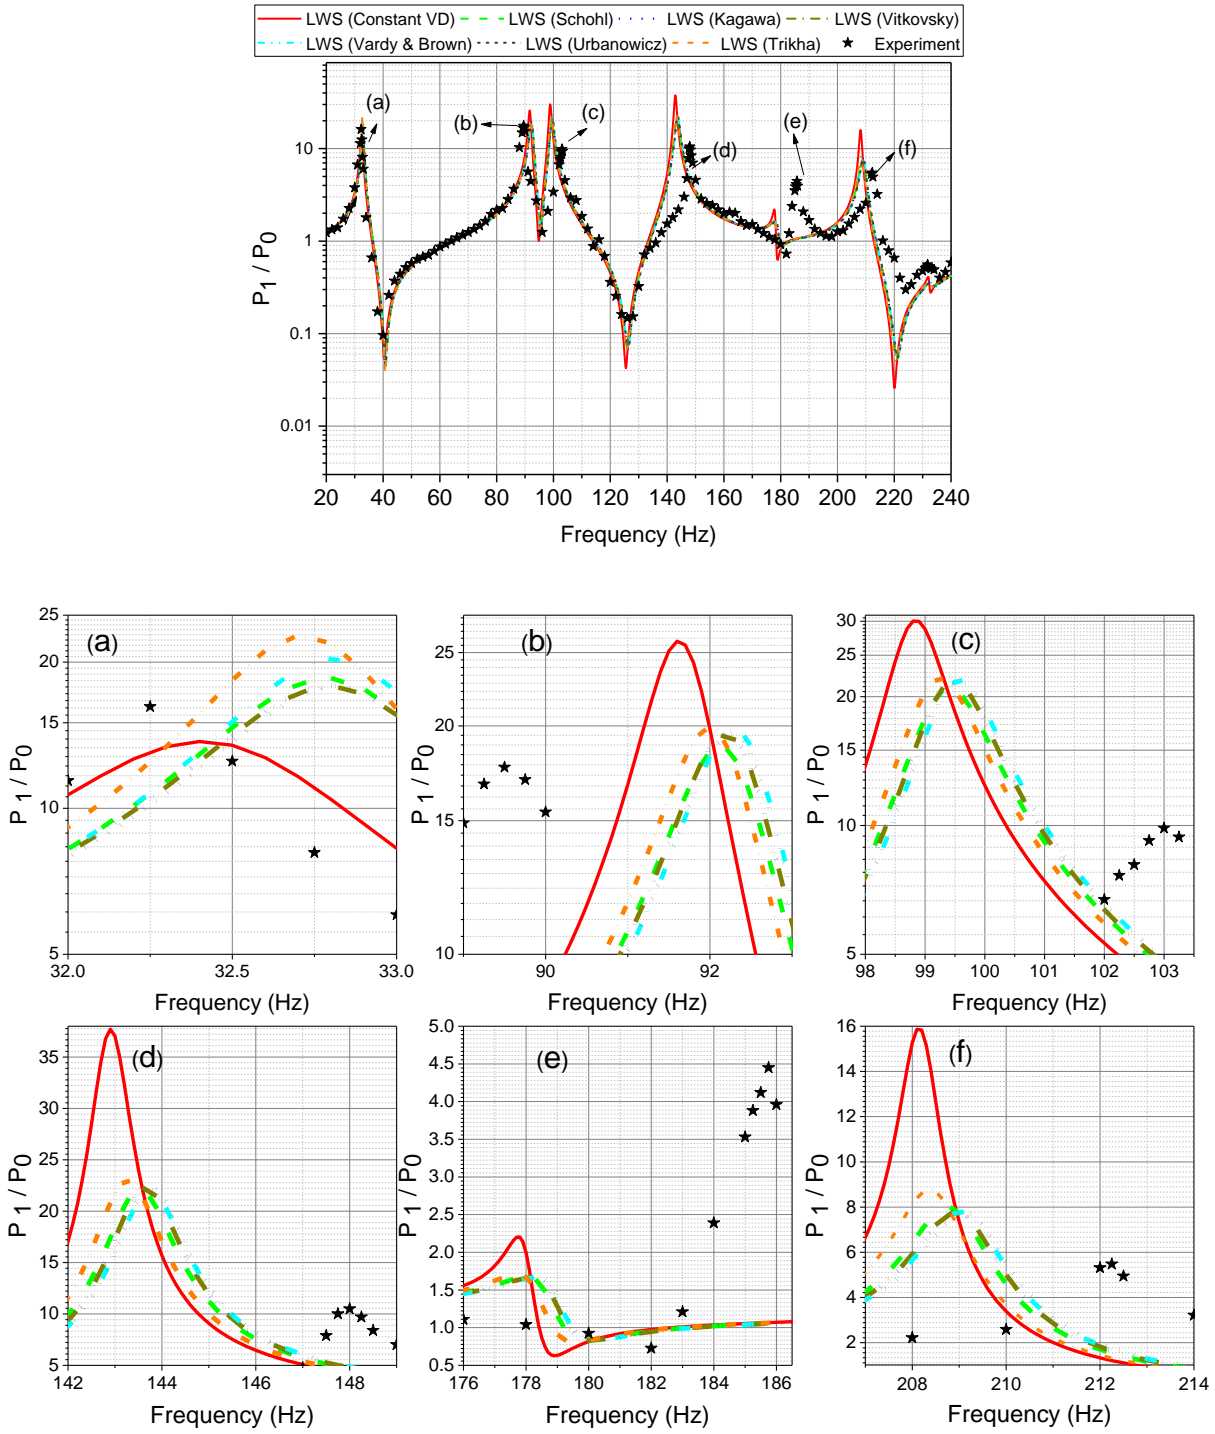 LWS (Constant VD) LWS (Schohl) LWS (Kagawa) LWS (Vitkovsky)
LWS (Vardy & Brown) LWS (Urbanowicz) LWS (Trikha) Experiment
(a) (b) (c) (d) (e) (f)
10
1
0.1
0.01
P1 / P0
20 40 60 80 100 120 140 160 180 200 220 240
Frequency (Hz)
(a)
25
20
15
10
5
P 1 / P0
32.0 32.5 33.0
Frequency (Hz)
(b)
25
20
15
10
P 1 / P0
90 92
Frequency (Hz)
(c)
30
25
20
15
10
5
P 1 / P0
98 99 100 101 102 103
Frequency (Hz)
(d)
35
30
25
20
15
10
5
P 1 / P0
142 144 146 148
Frequency (Hz)
(e)
5.0
4.5
4.0
3.5
3.0
2.5
2.0
1.5
1.0
0.5
P 1 / P0
176 178 180 182 184 186
Frequency (Hz)
(f)
16
14
12
10
8
6
4
2
P 1 / P0
208 210 212 214
Frequency (Hz)